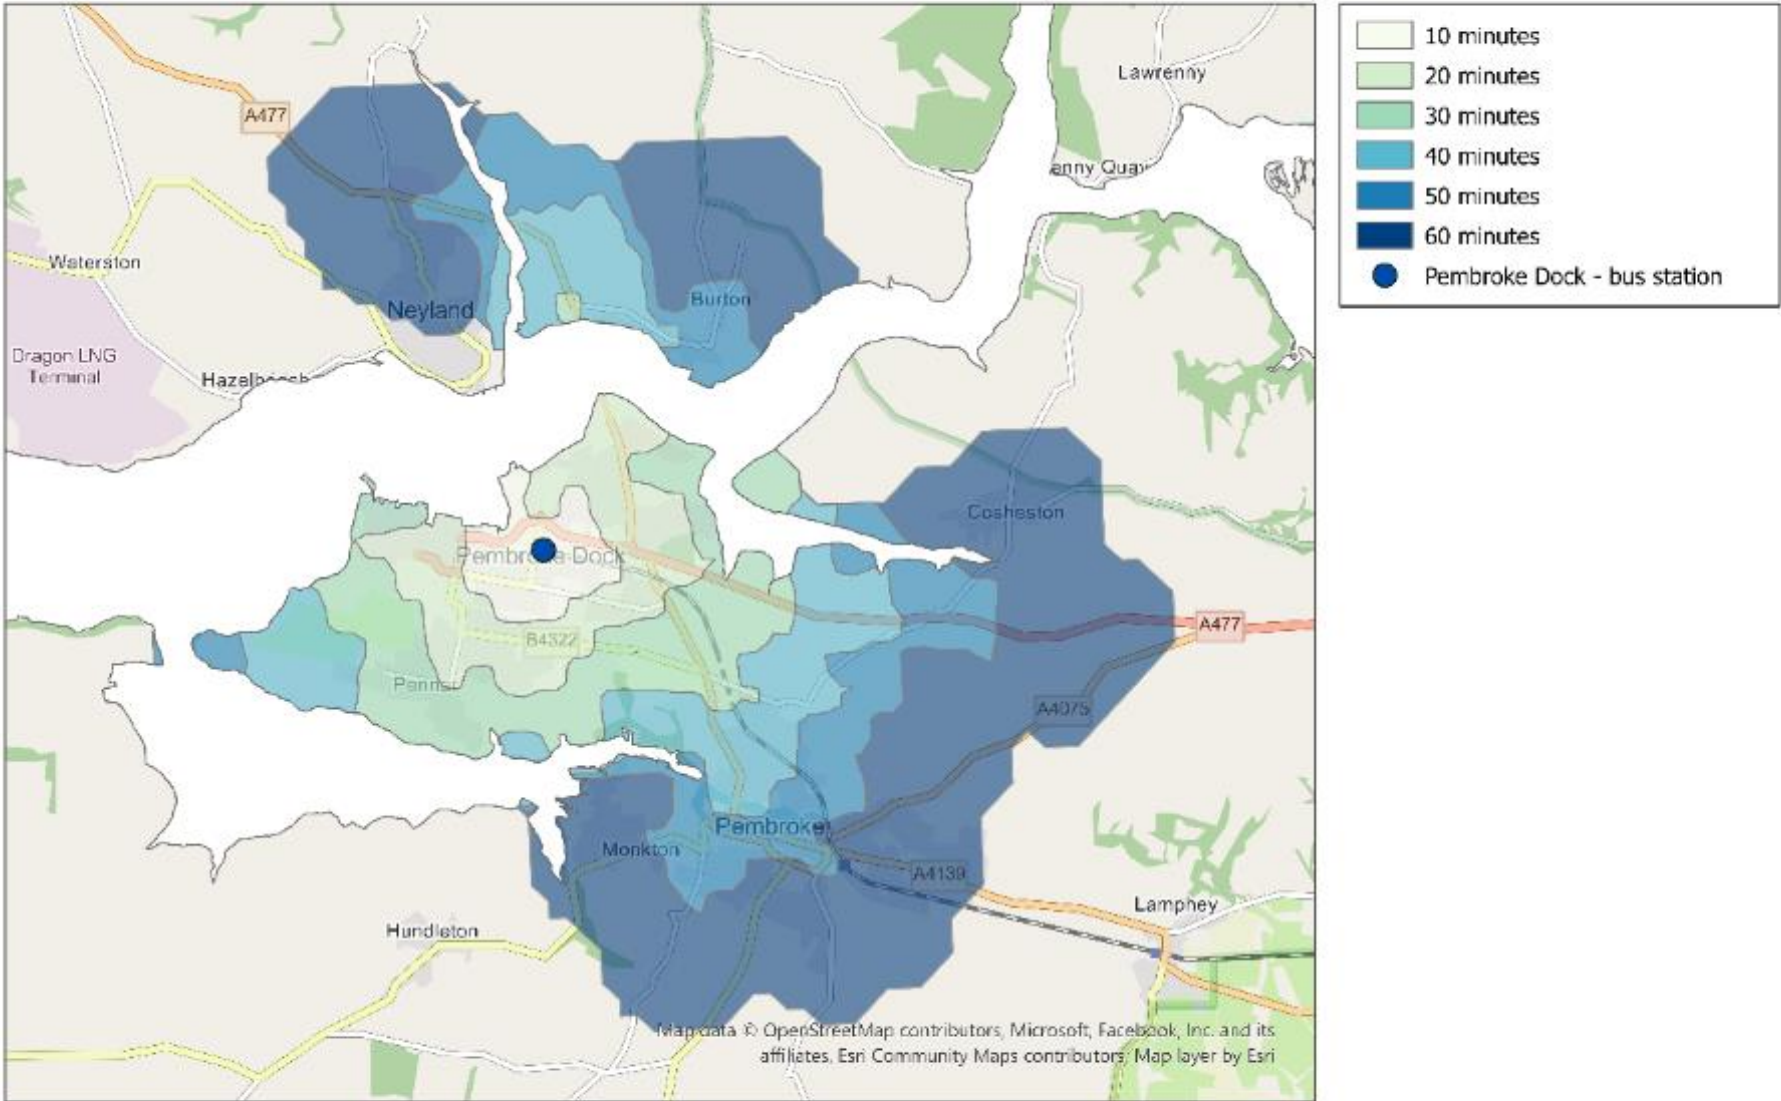 10 minutes
20 minutes
30 minutes
40 minutes
50 minutes
60 minutes
Pembroke Dock - bus station
Lawrenny
A477
anny Quay
Waterston
Burton
Neyland
Dragon LNG
Terminal
Cosheston
Pembroke Dock
A477
B4322
A4075
Pembroke
Monkton
A4139
Lamphey
Hundleton
Map data © OpenStreetMap contributors, Microsoft, Facebook, Inc. and its
affiliates, Esri Community Maps contributors, Map layer by Esri